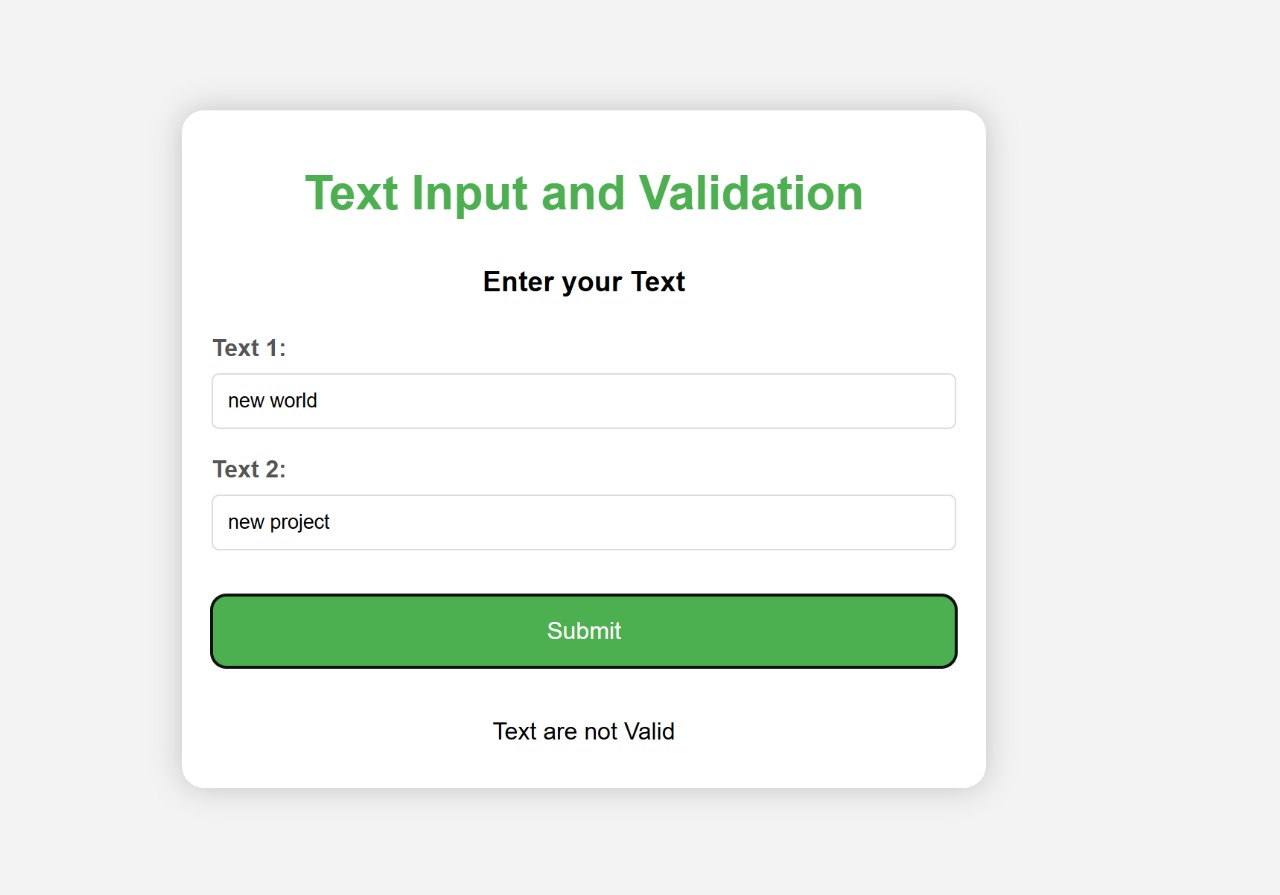 Text Input and Validation
Enter your Text
Text 1:
new world
Text 2:
new project
Submit
Text are not Valid